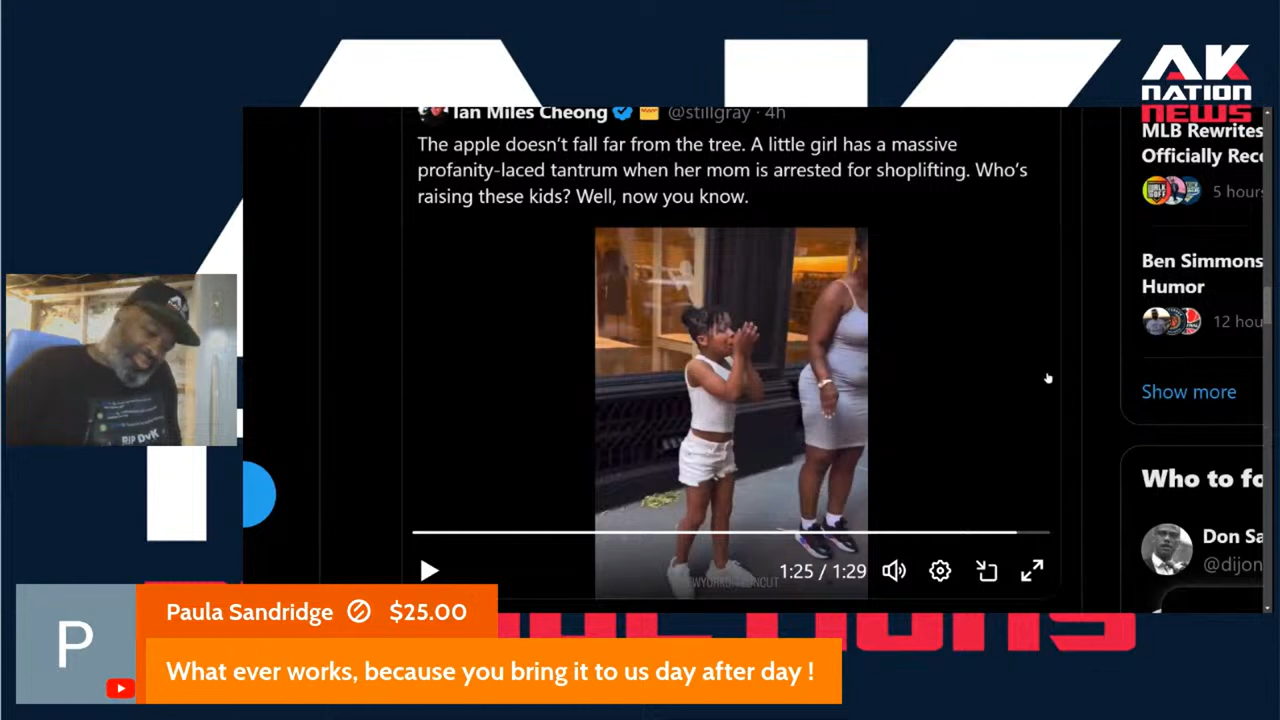 AK
NATION
NEWS
Ian Miles Cheong @stillgray · 4h
The apple doesn't fall far from the tree. A little girl has a massive
profanity-laced tantrum when her mom is arrested for shoplifting. Who's
raising these kids? Well, now you know.
MLB Rewrites
Officially Rec
5 hours
Ben Simmons
Humor
12 hou
Show more
Who to fo
Don Sa
@dijon
RIP DvK
1:25 / 1:29
P
Paula Sandridge $25.00
What ever works, because you bring it to us day after day !